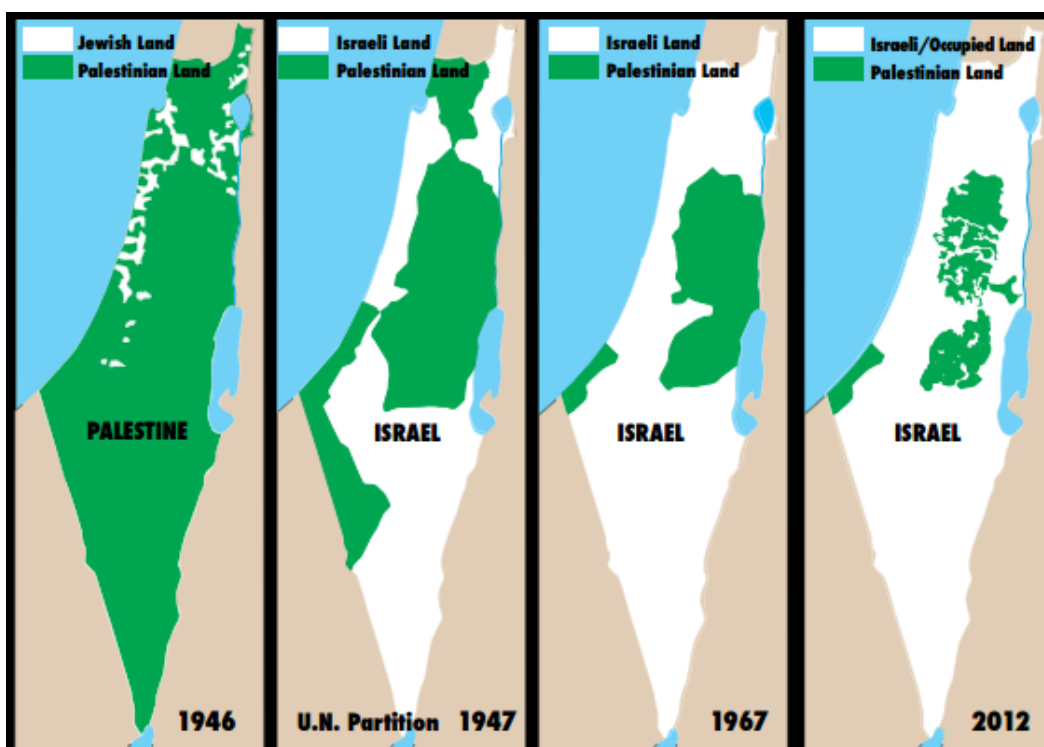 Jewish Land
Palestinian Land
PALESTINE
1946
Israeli Land
Palestinian Land
ISRAEL
U.N. Partition 1947
Israeli Land
Palestinian Land
ISRAEL
1967
Israeli/Occupied Land
Palestinian Land
ISRAEL
2012